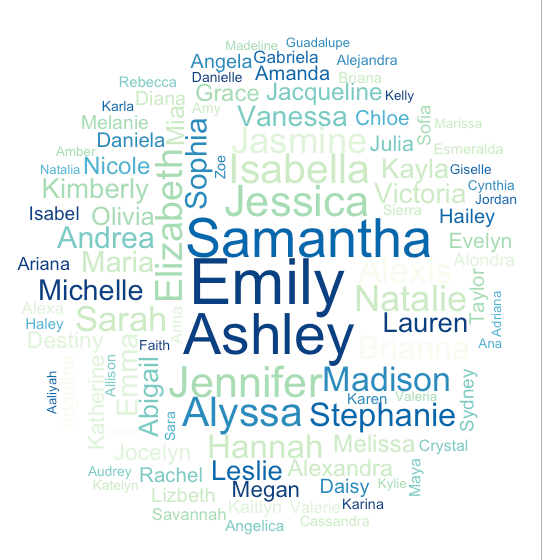 Madeline
Guadalupe
Angela
Gabriela
Alejandra
Rebecca
Danielle
Amanda
Briana
Diana
Grace
Jacqueline
Kelly
Karla
Amy
Melanie
Mia
Sophia
Vanessa
Chloe
Sofia
Marissa
Daniela
Jasmine
Julia
Amber
Esmeralda
Natalia
Nicole
Elizabeth
Zoe
Isabella
Kayla
Giselle
Kimberly
Jessica
Victoria
Cynthia
Jordan
Isabel
Olivia
Sierra
Hailey
Andrea
Samantha
Evelyn
Ariana
Maria
Emily
Alexis
Alondra
Michelle
Natalie
Taylor
Alexa
Sarah
Anna
Ashley
Lauren
Adriana
Haley
Destiny
Faith
Brianna
Ana
Aaliyah
Angelina
Katherine
Allison
Emma
Abigail
Jennifer
Madison
Karen
Valeria
Sydney
Sara
Alyssa
Stephanie
Hannah
Melissa
Crystal
Jocelyn
Audrey
Rachel
Leslie
Alexandra
Maya
Katelyn
Lizbeth
Megan
Daisy
Kylie
Savannah
Kaitlyn
Valerie
Karina
Angelica
Cassandra